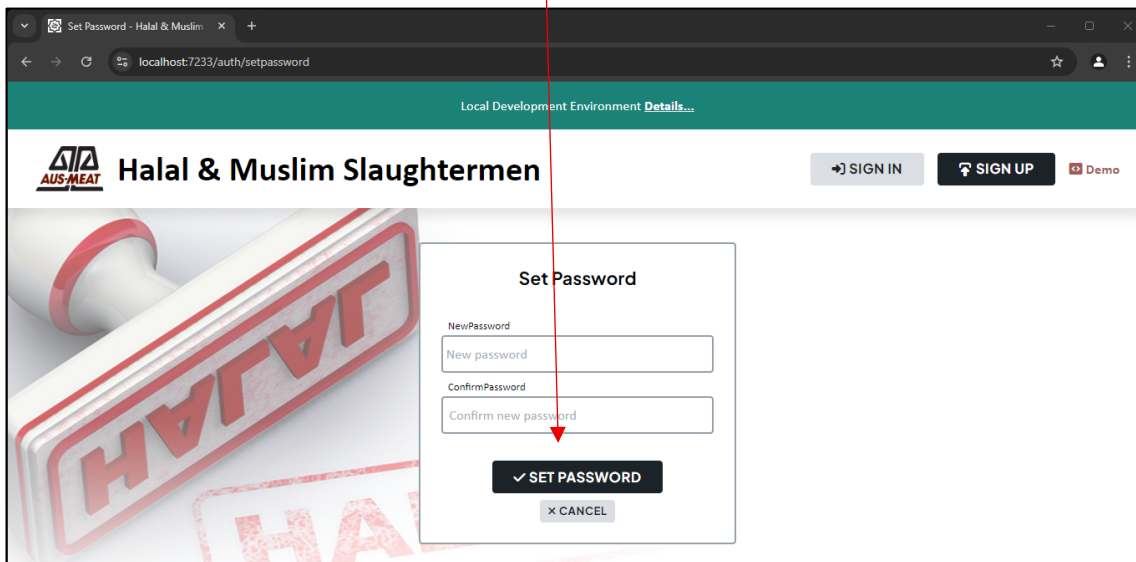 Set Password - Halal & Muslim
localhost:7233/auth/setpassword
Local Development Environment Details...
AUS-MEAT
Halal & Muslim Slaughtermen
SIGN IN
SIGN UP
Demo
HALAL
Set Password
NewPassword
New password
ConfirmPassword
Confirm new password
SET PASSWORD
× CANCEL
HAL